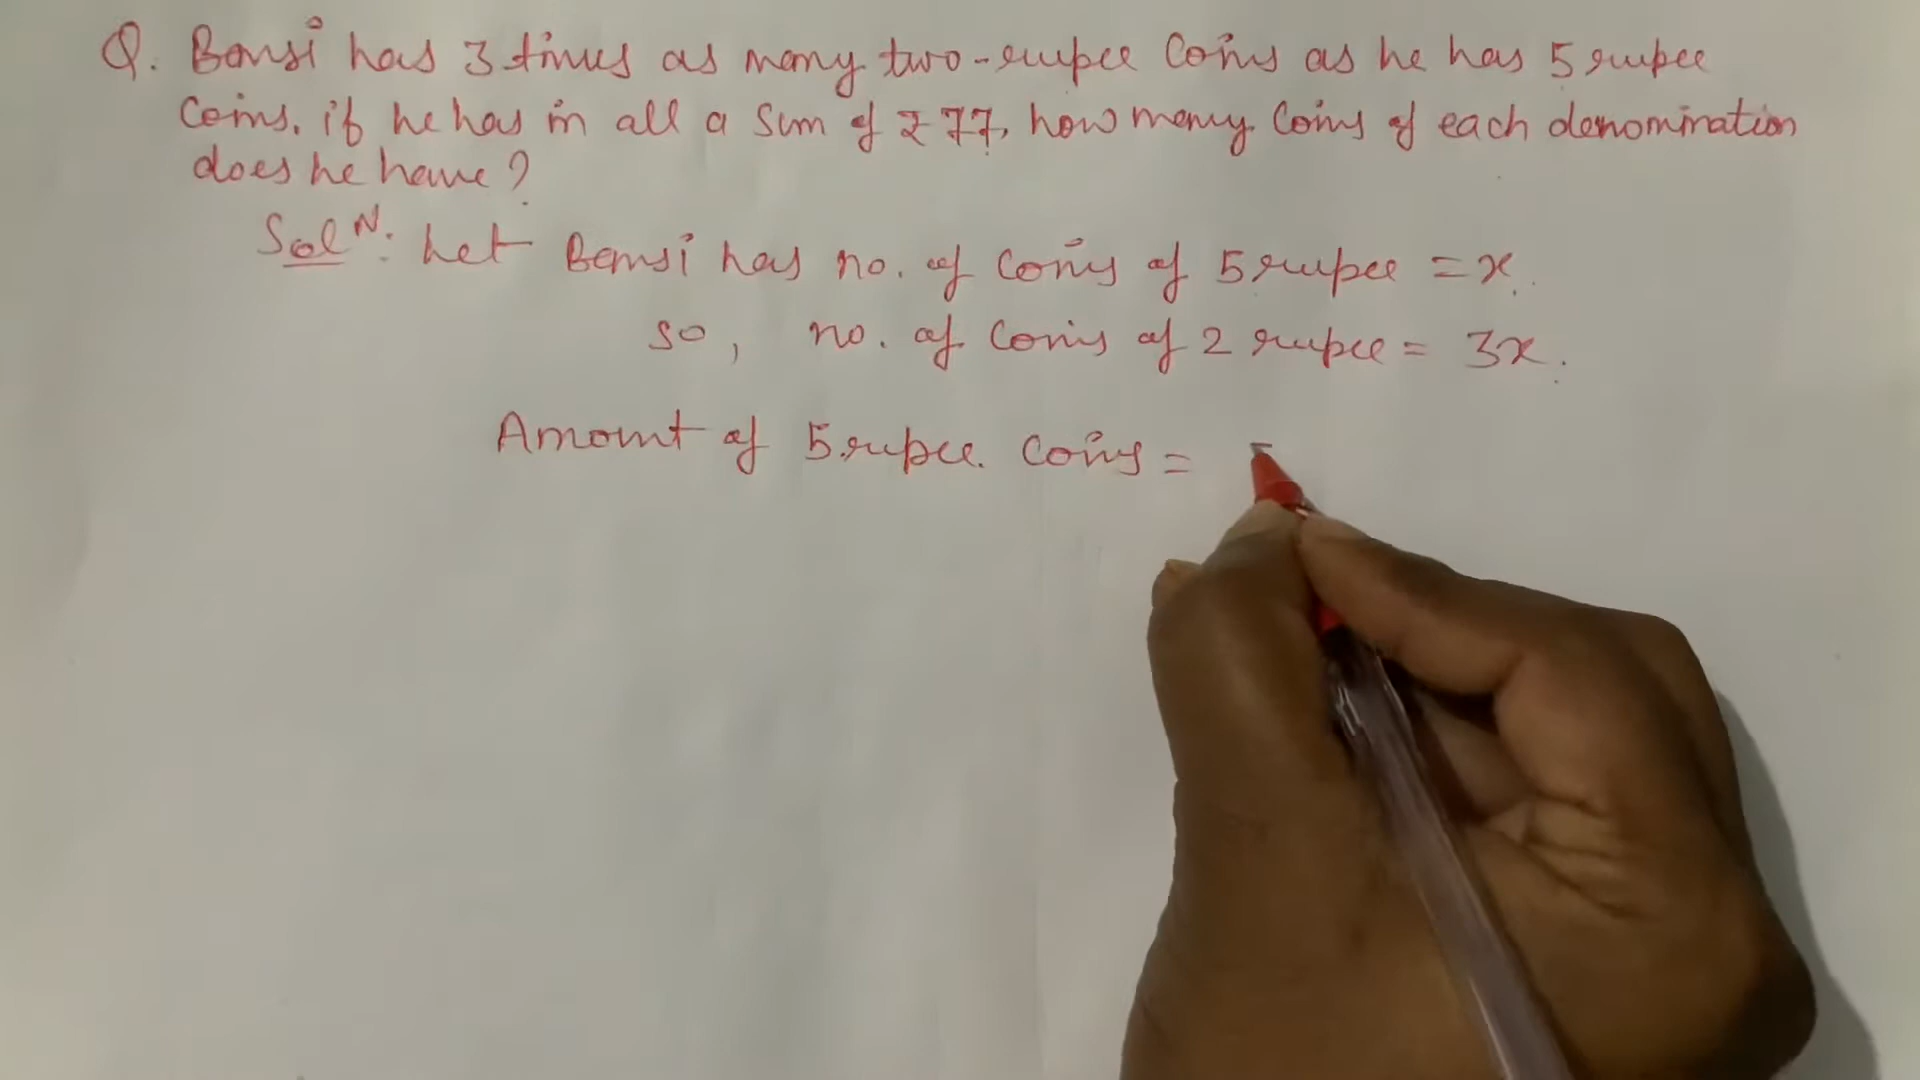 Q. Bansi has 3 times as many two-rupee coins as he has 5 rupee
coins. if he has in all a sum of ₹77, how many coins of each denomination
does he have?
Solᴺ: Let Bansi has no. of coins of 5 rupee = x.
so, no. of coins of 2 rupee = 3x.
Amount of 5 rupee. coins = 5